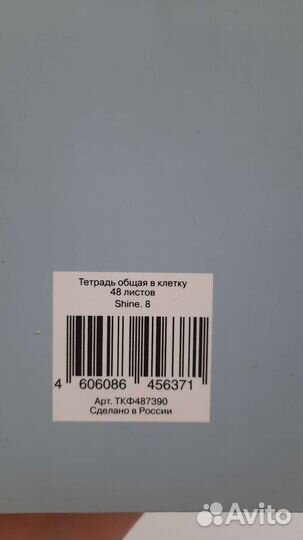 Тетрадь общая в клетку
48 листов
Shine. 8
4 606086 456371
Арт. ТКФ487390
Сделано в России
Avito